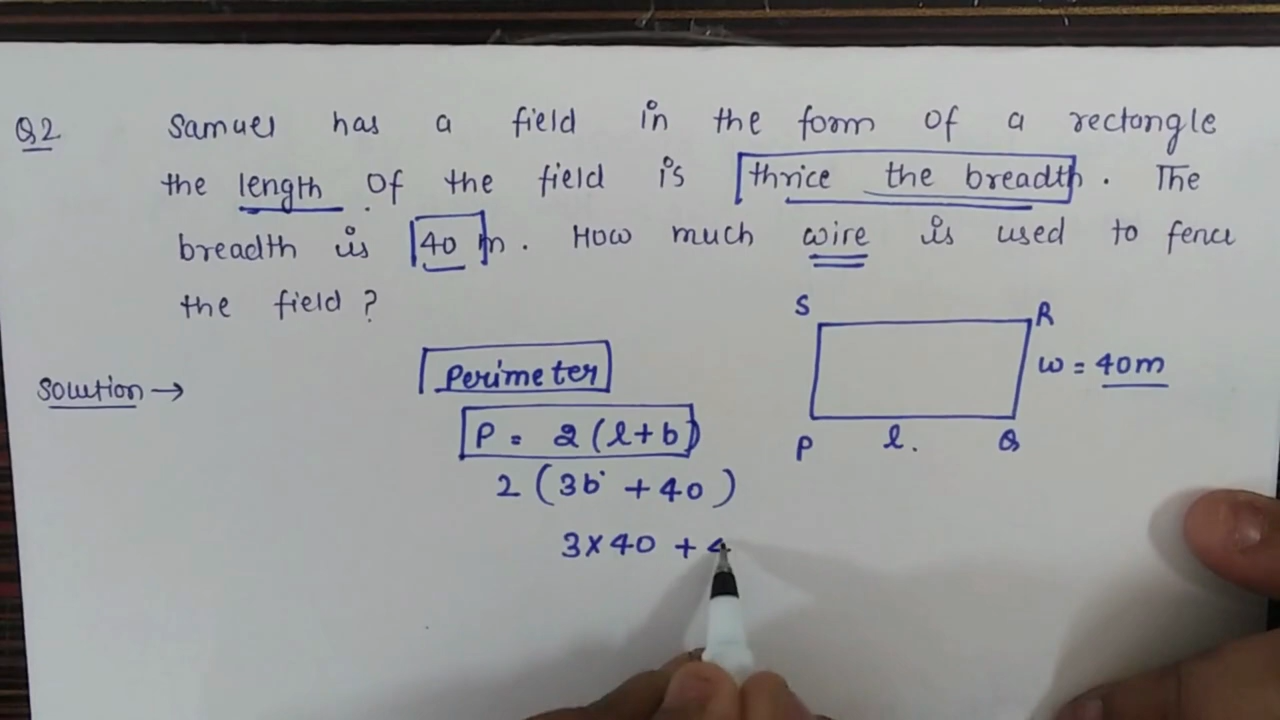 Q2 Samuel has a field in the form of a rectangle
the length of the field is thrice the breadth. The
breadth is 40 m. How much wire is used to fence
the field?
S R
Solution → Perimeter w = 40m
P = 2(l+b)
P l. Q
2 (3b + 40)
3×40 + 4